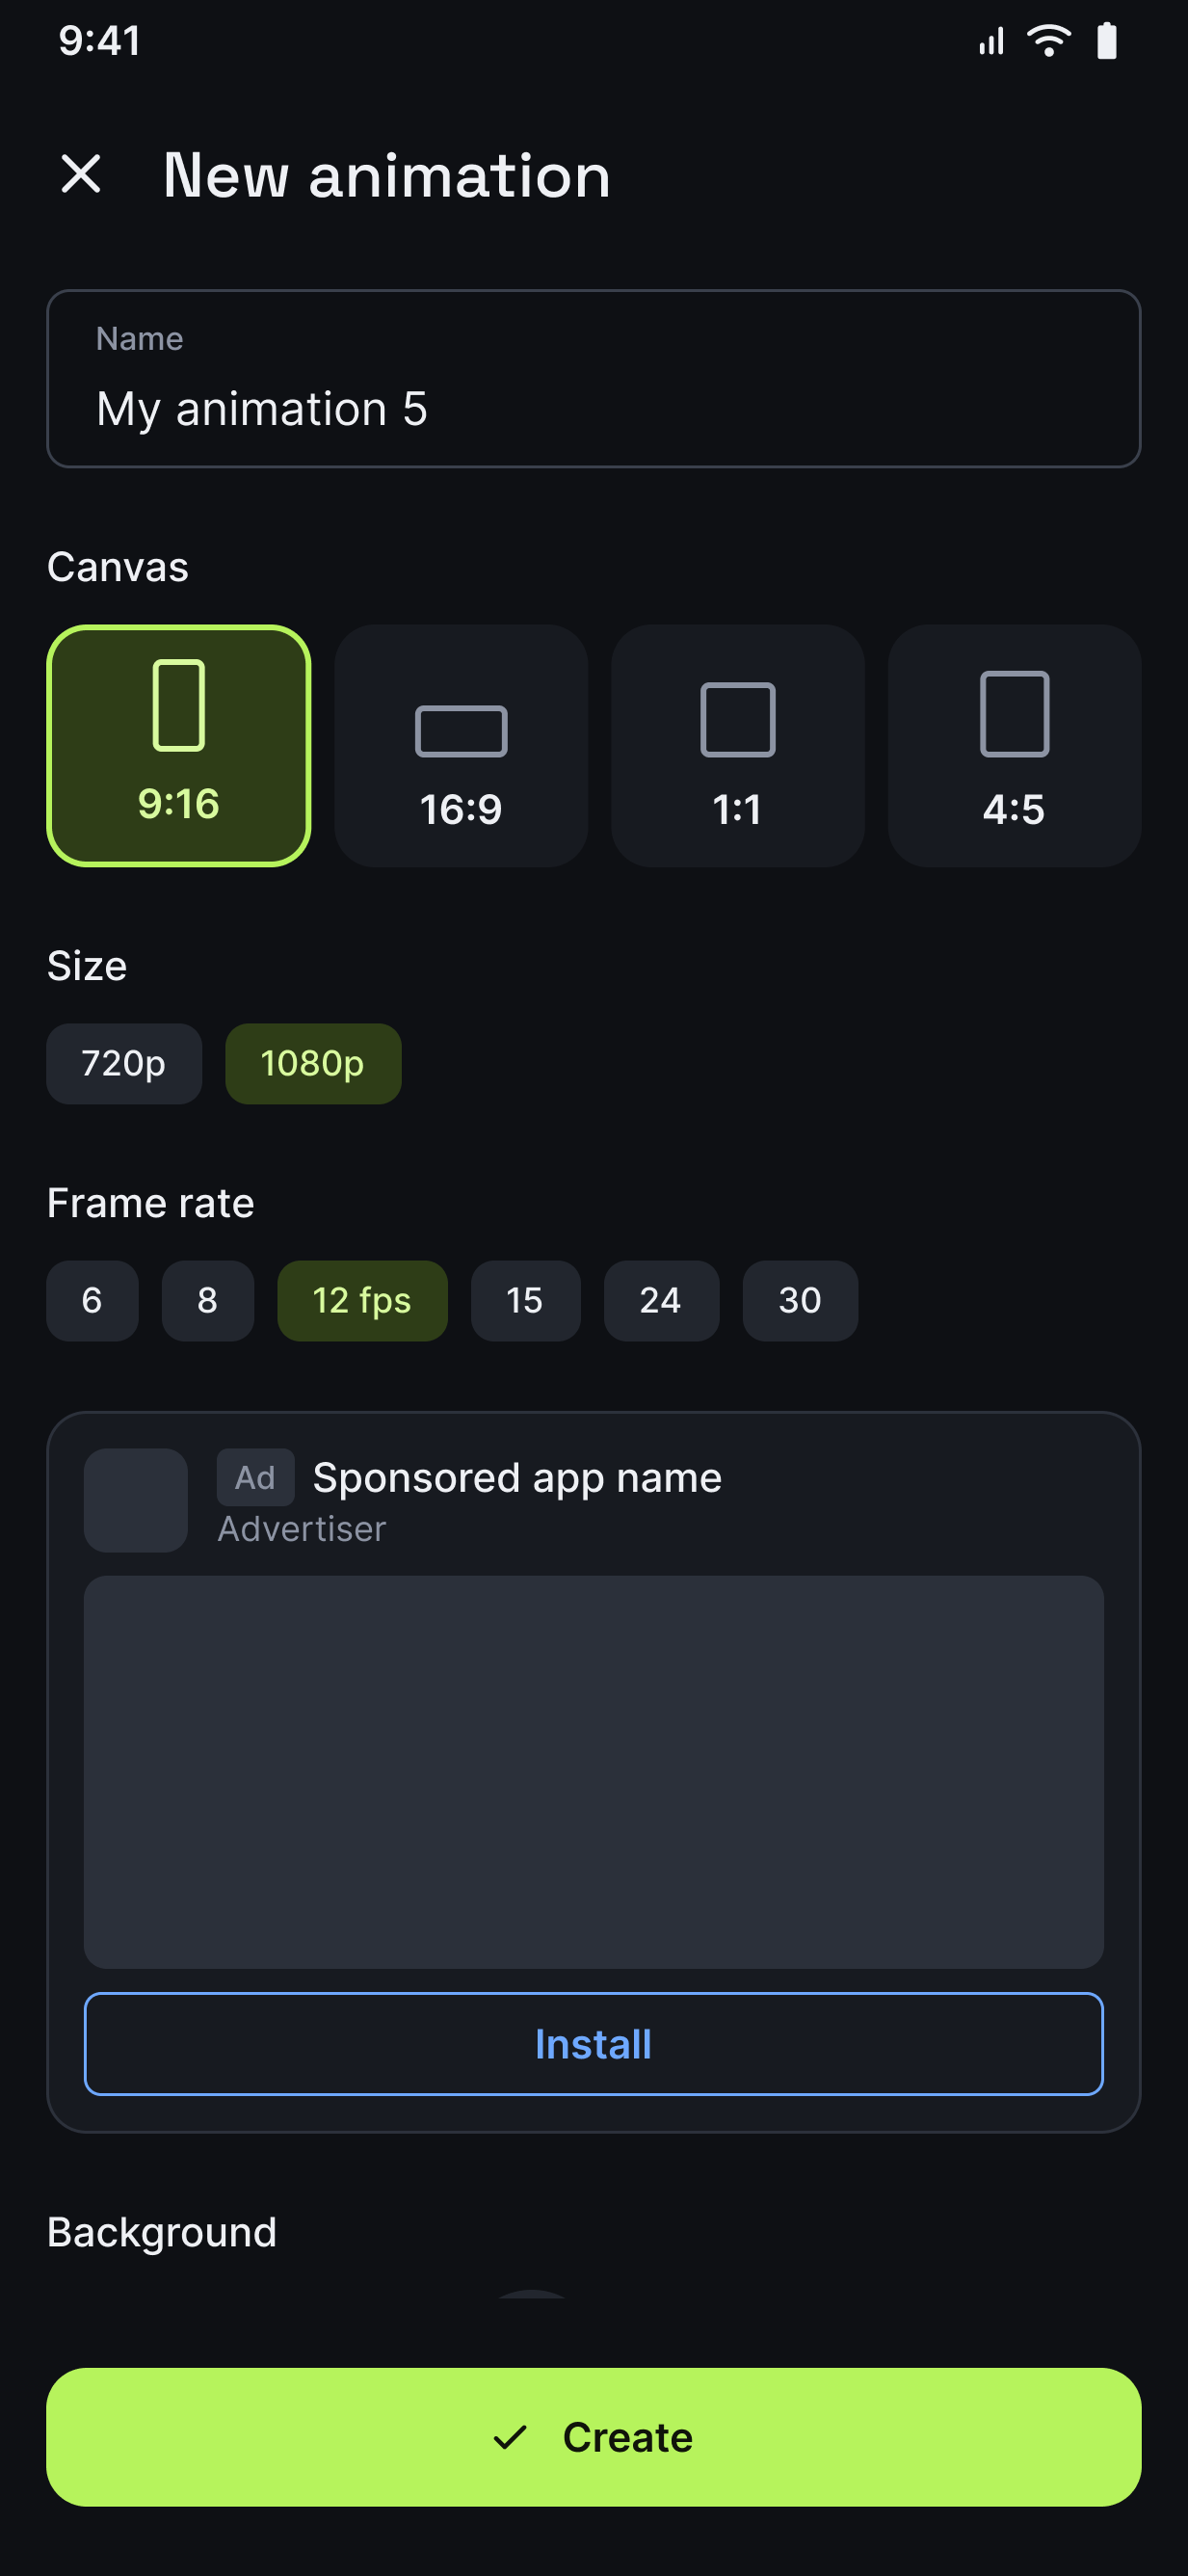 9:41
New animation
Name
My animation 5
Canvas
9:16 16:9 1:1 4:5
Size
720p 1080p
Frame rate
6 8 12 fps 15 24 30
Ad Sponsored app name
Advertiser
Install
Background
Create